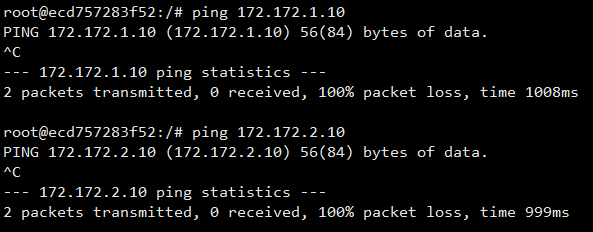 root@ecd757283f52:/# ping 172.172.1.10
PING 172.172.1.10 (172.172.1.10) 56(84) bytes of data.
^C
--- 172.172.1.10 ping statistics ---
2 packets transmitted, 0 received, 100% packet loss, time 1008ms

root@ecd757283f52:/# ping 172.172.2.10
PING 172.172.2.10 (172.172.2.10) 56(84) bytes of data.
^C
--- 172.172.2.10 ping statistics ---
2 packets transmitted, 0 received, 100% packet loss, time 999ms